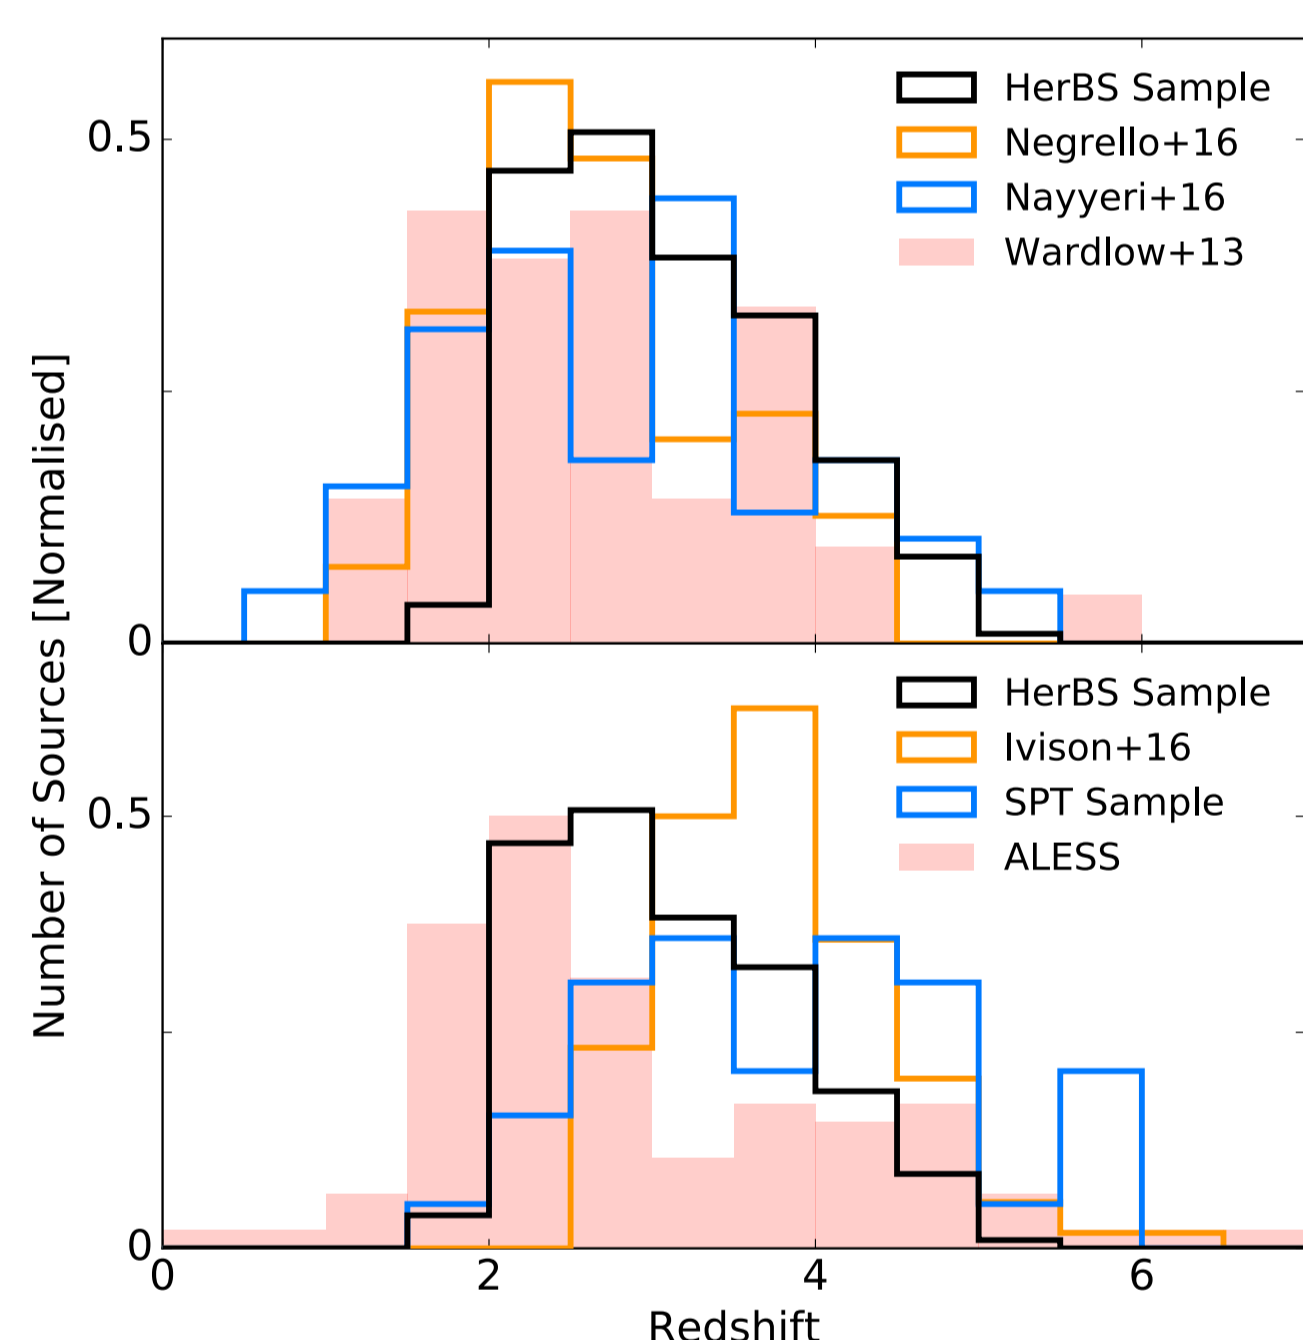 Number of Sources [Normalised]
0.5
0
HerBS Sample
Negrello+16
Nayyeri+16
Wardlow+13
0.5
0
HerBS Sample
Ivison+16
SPT Sample
ALESS
0 2 4 6
Redshift